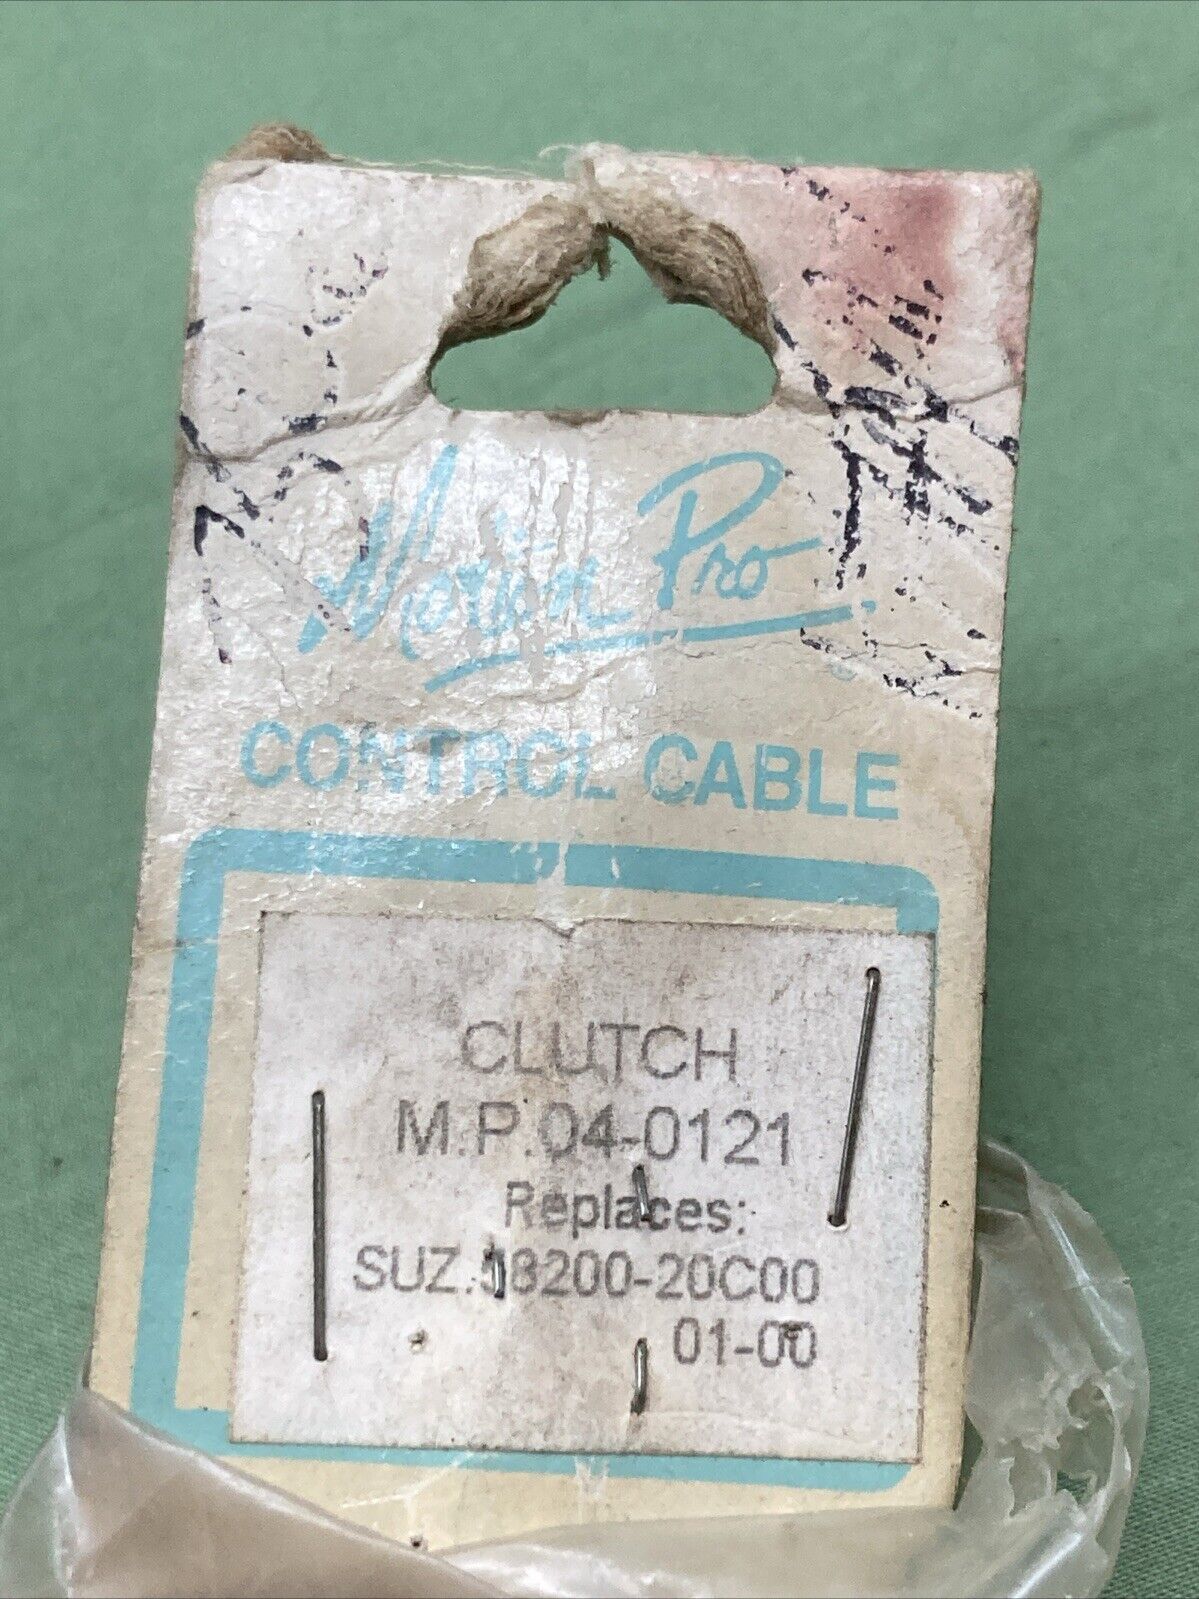 Motion Pro
CONTROL CABLE
CLUTCH
M.P.04-0121
Replaces:
SUZ.58200-20C00
01-00